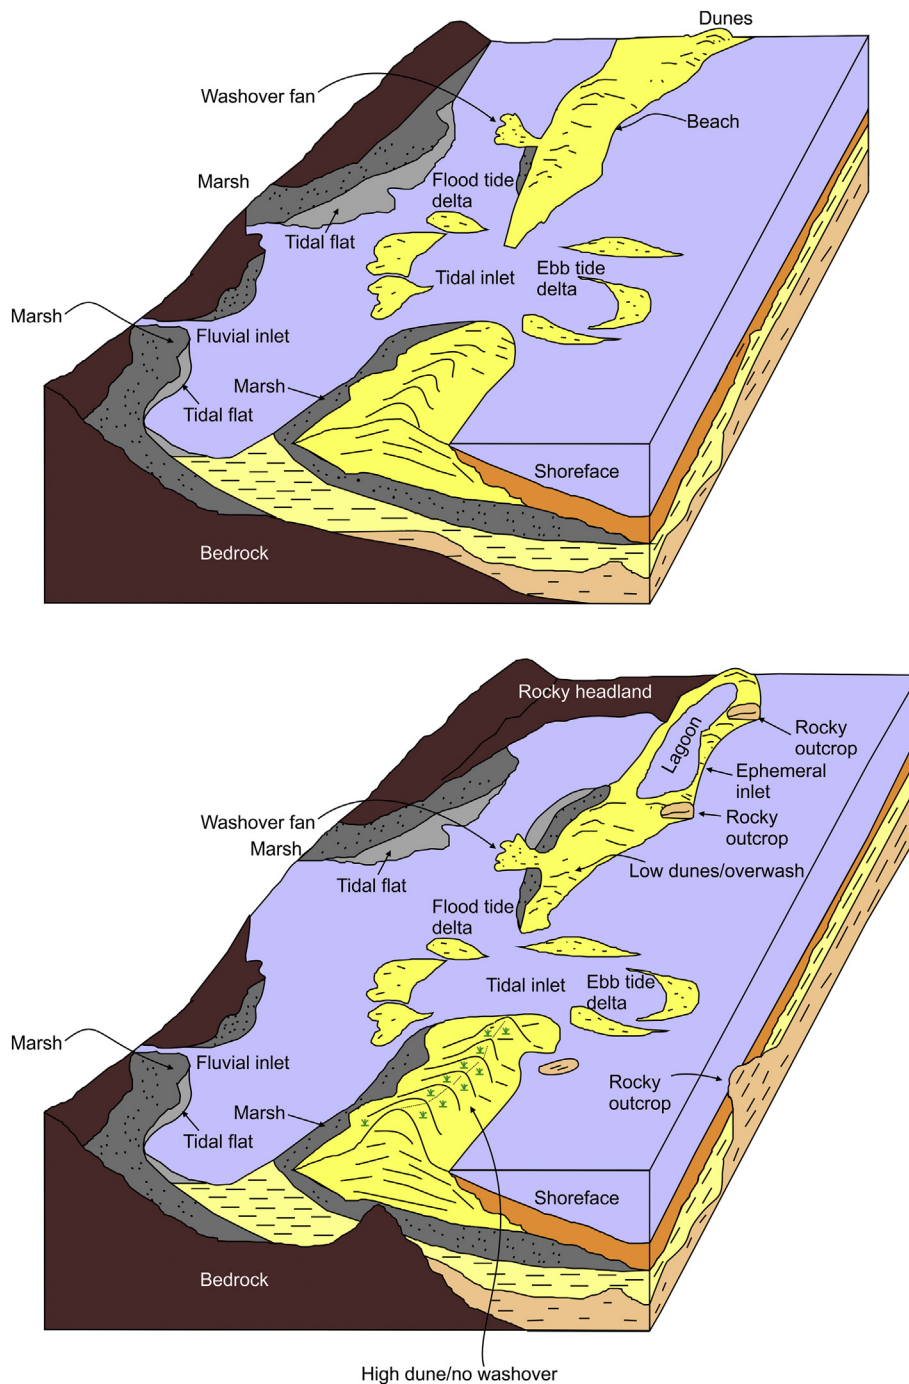 Dunes
Washover fan
Beach
Marsh
Flood tide
delta
Tidal flat
Tidal inlet
Ebb tide
delta
Marsh
Fluvial inlet
Marsh
Tidal flat
Shoreface
Bedrock
Rocky headland
Lagoon
Rocky
outcrop
Ephemeral
inlet
Washover fan
Rocky
outcrop
Marsh
Low dunes/overwash
Tidal flat
Flood tide
delta
Tidal inlet
Ebb tide
delta
Marsh
Fluvial inlet
Rocky
outcrop
Marsh
Tidal flat
Shoreface
Bedrock
High dune/no washover